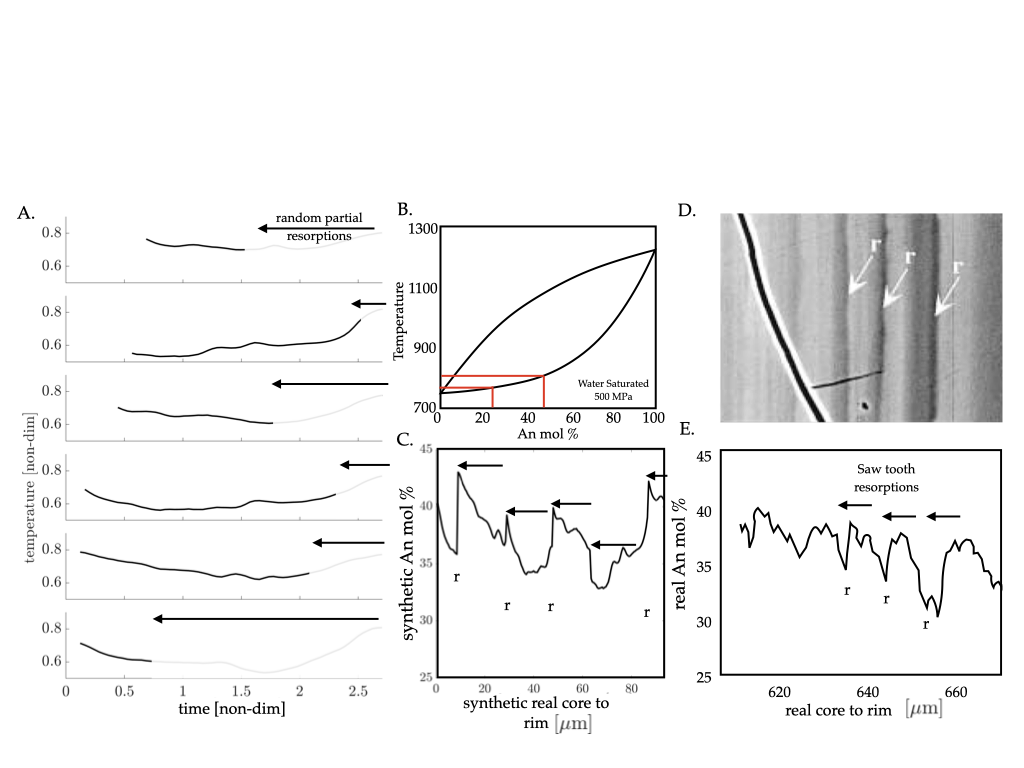 A.
random partial
resorptions
0.8
0.6
0.8
0.6
0.8
0.6
0.8
0.6
0.8
0.6
0.8
0.6
temperature [non-dim]
0 0.5 1 1.5 2 2.5
time [non-dim]
B.
1300
1100
900
700
Temperature
Water Saturated
500 MPa
0 20 40 60 80 100
An mol %
C.
45
40
35
30
25
synthetic An mol %
r
r
r
r
0 20 40 60 80
synthetic real core to
rim [μm]
D.
r
r
r
E.
45
40
35
30
25
real An mol %
Saw tooth
resorptions
r
r
r
620 640 660
real core to rim [μm]